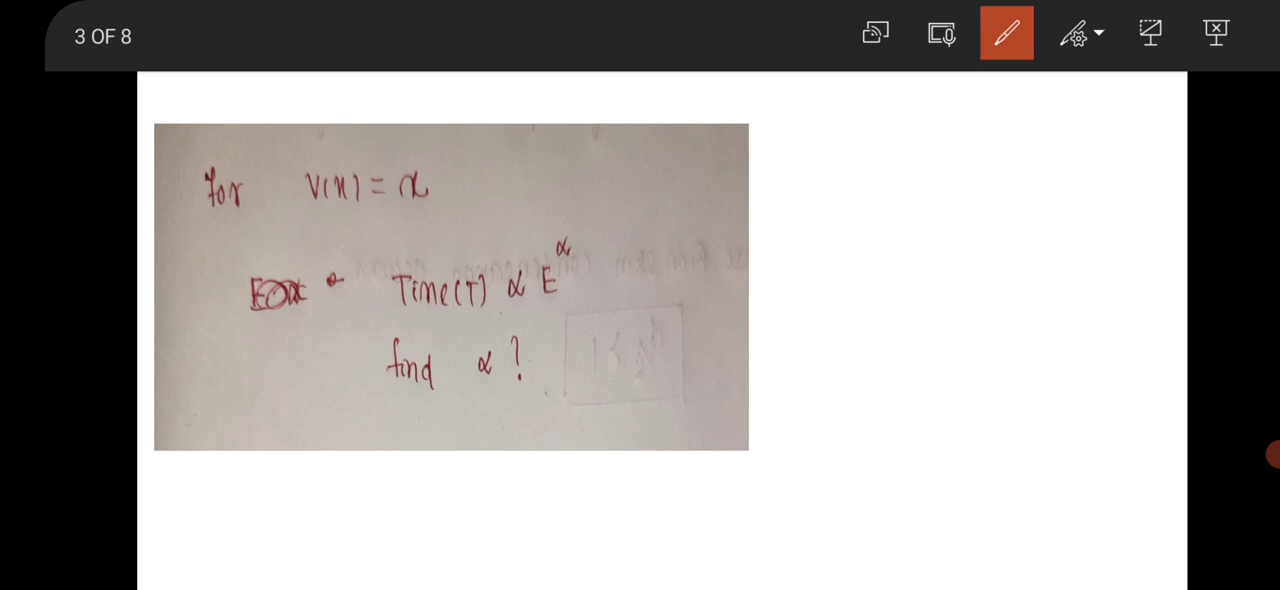 3 OF 8
for V(x) = x
Time(T) ∝ E^α
find α ?